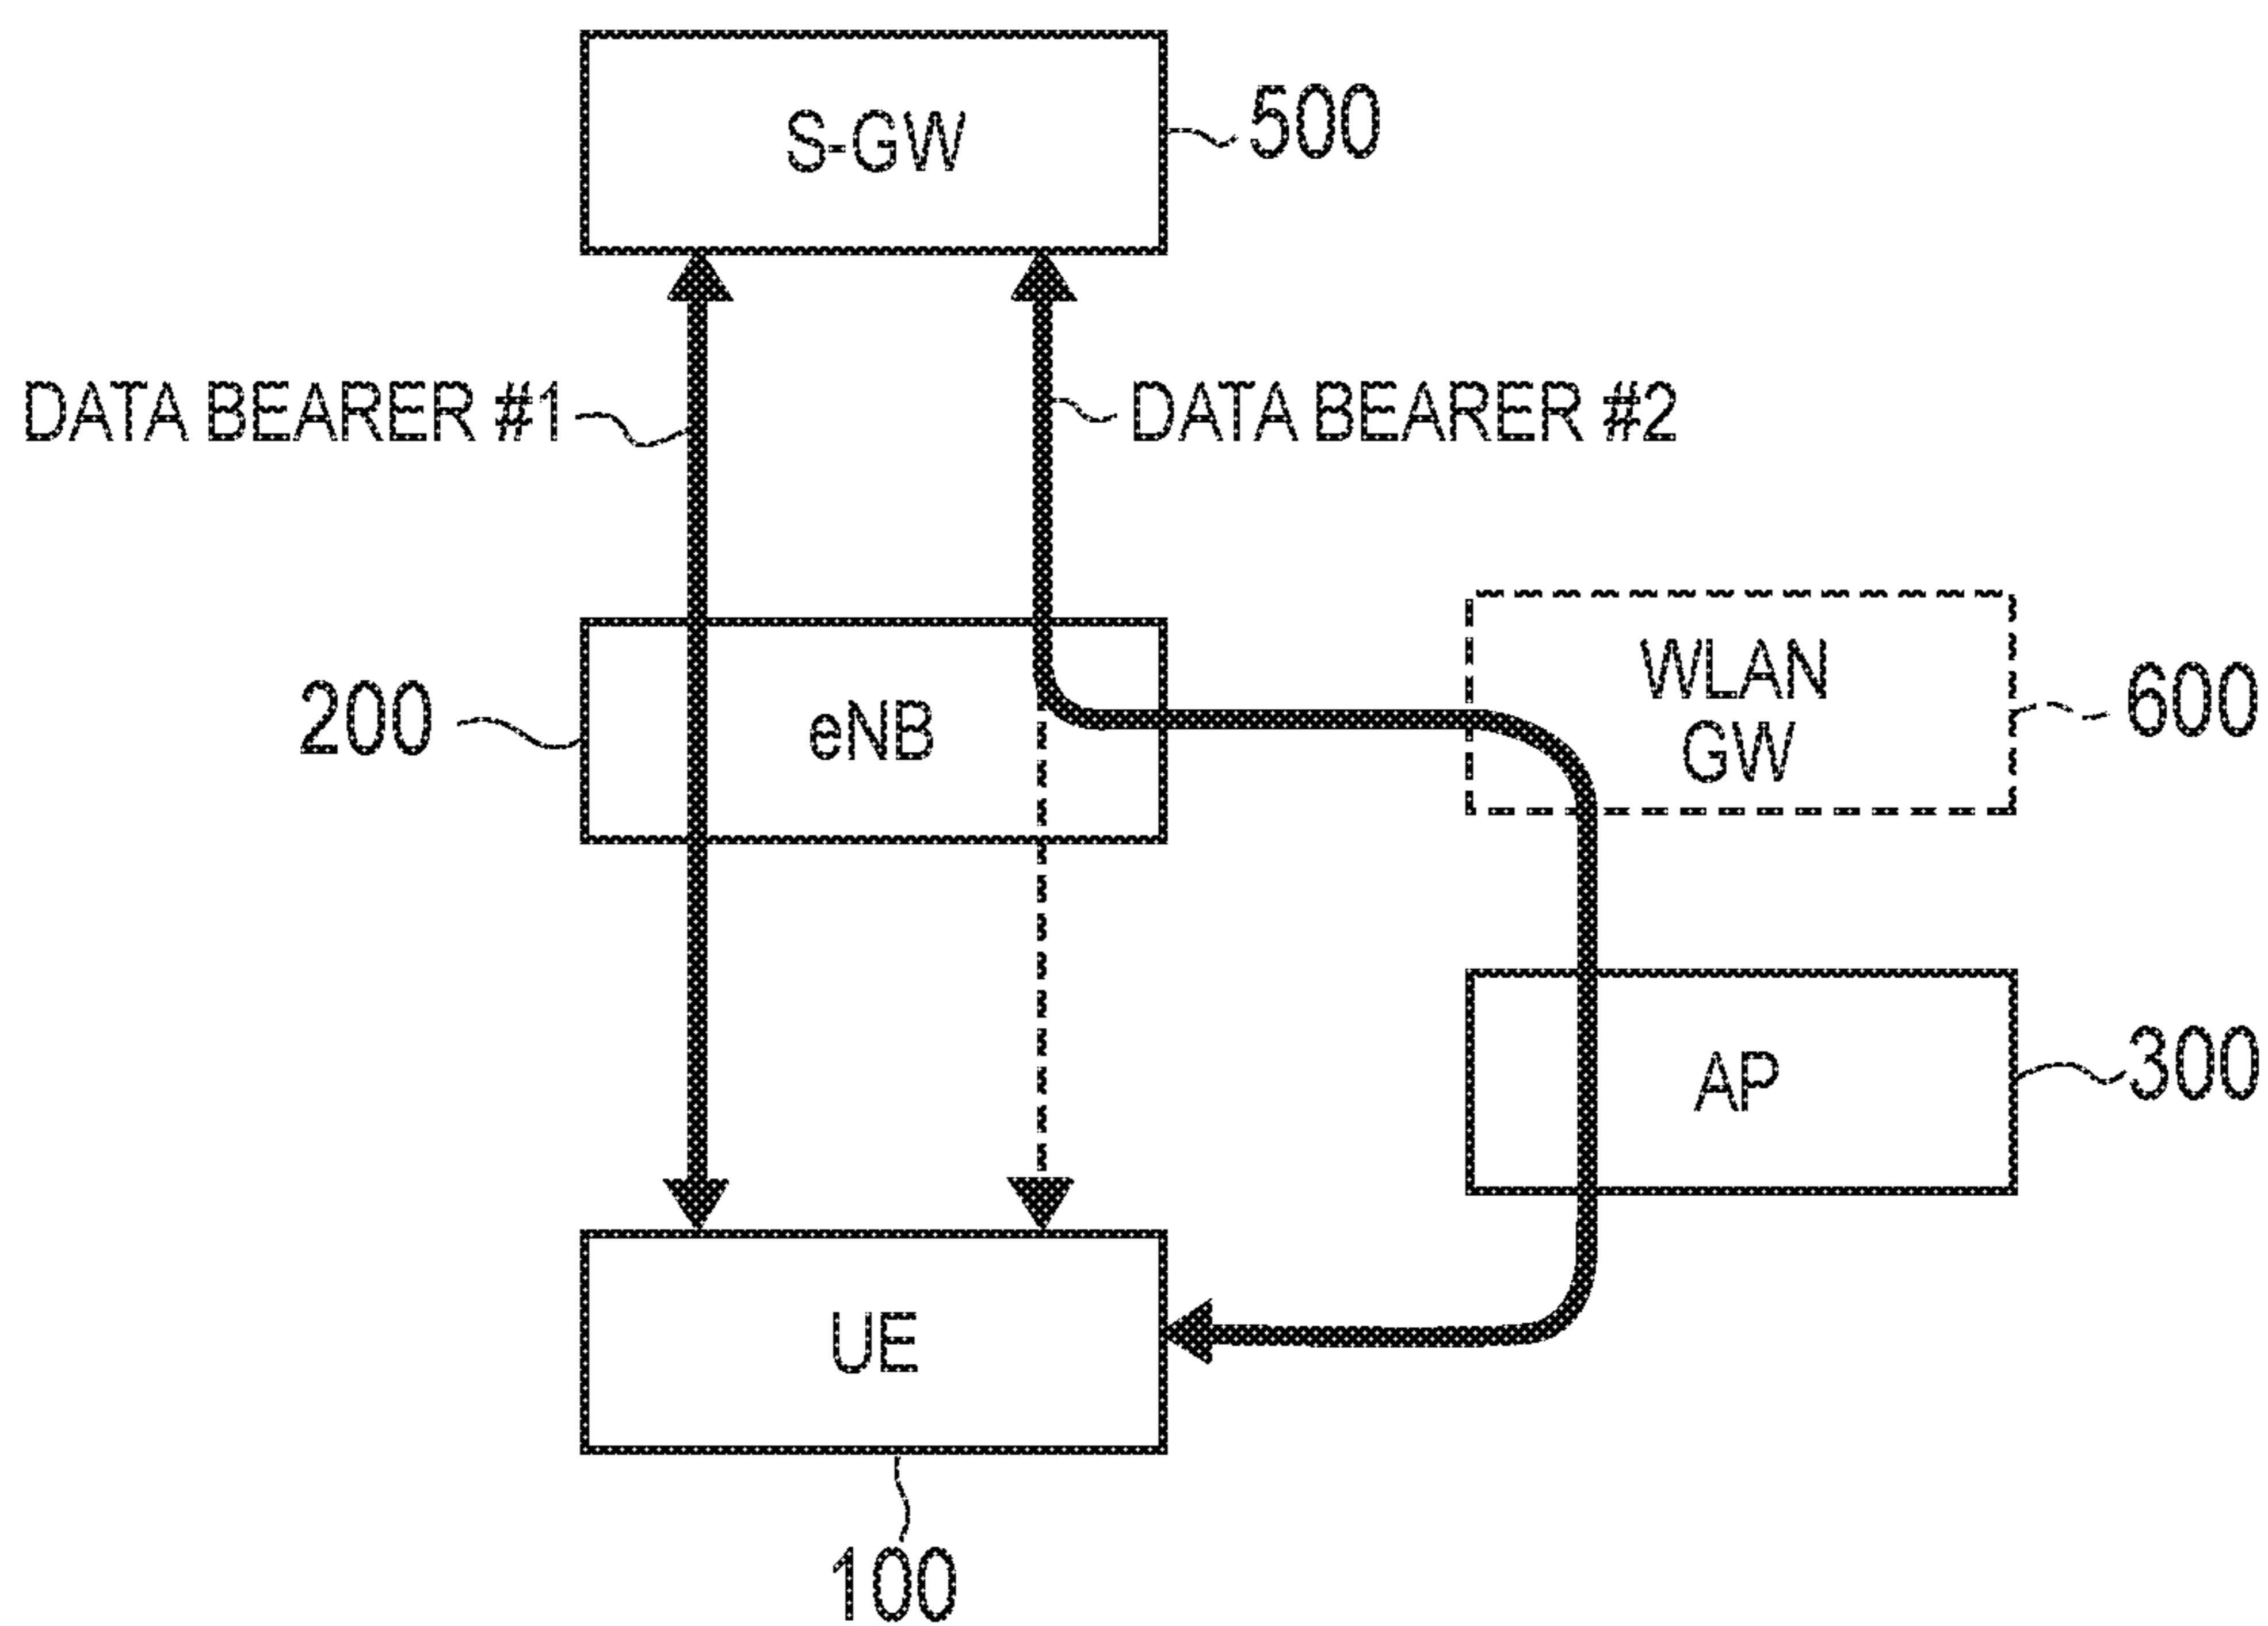 S-GW
500
DATA BEARER #1
DATA BEARER #2
200
eNB
WLAN
GW
600
AP
300
UE
100